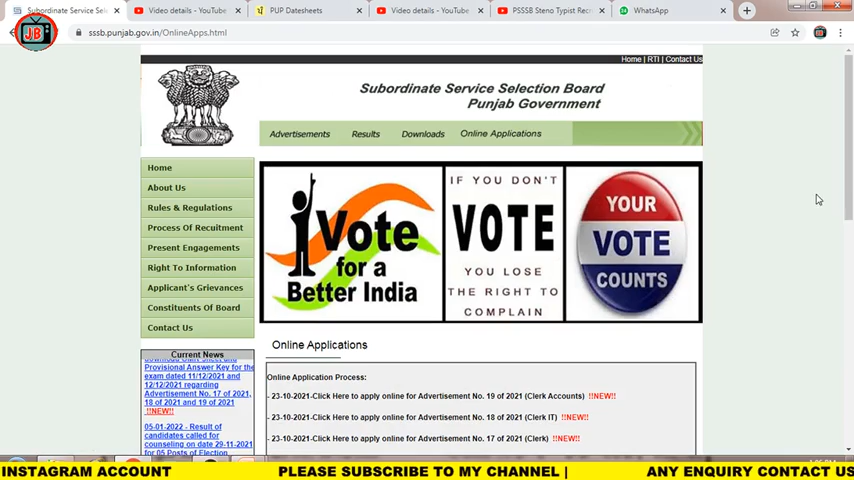 Subordinate Service Sele
Video details - YouTube
PUP Datesheets
Video details - YouTube
PSSSB Steno Typist Rec
WhatsApp
JB
sssb.punjab.gov.in/OnlineApps.html
Home | RTI | Contact Us
Subordinate Service Selection Board
Punjab Government
Advertisements Results Downloads Online Applications
Home
About Us
Rules & Regulations
Process Of Recruitment
Present Engagements
Right To Information
Applicant's Grievances
Constituents Of Board
Contact Us
Vote
for a
Better India
IF YOU DON'T
VOTE
YOU LOSE
THE RIGHT TO
COMPLAIN
YOUR
VOTE
COUNTS
Current News
Provisional Answer Key for the
exam dated 11/12/2021 and
12/12/2021 regarding
Advertisement No. 17 of 2021,
18 of 2021 and 19 of 2021
!!NEW!!
05-01-2022 - Result of
candidates called for
counseling on date 29-11-2021
for 05 Posts of Election
Online Applications
Online Application Process:
- 23-10-2021-Click Here to apply online for Advertisement No. 19 of 2021 (Clerk Accounts) !!NEW!!
- 23-10-2021-Click Here to apply online for Advertisement No. 18 of 2021 (Clerk IT) !!NEW!!
- 23-10-2021-Click Here to apply online for Advertisement No. 17 of 2021 (Clerk) !!NEW!!
INSTAGRAM ACCOUNT PLEASE SUBSCRIBE TO MY CHANNEL | ANY ENQUIRY CONTACT US